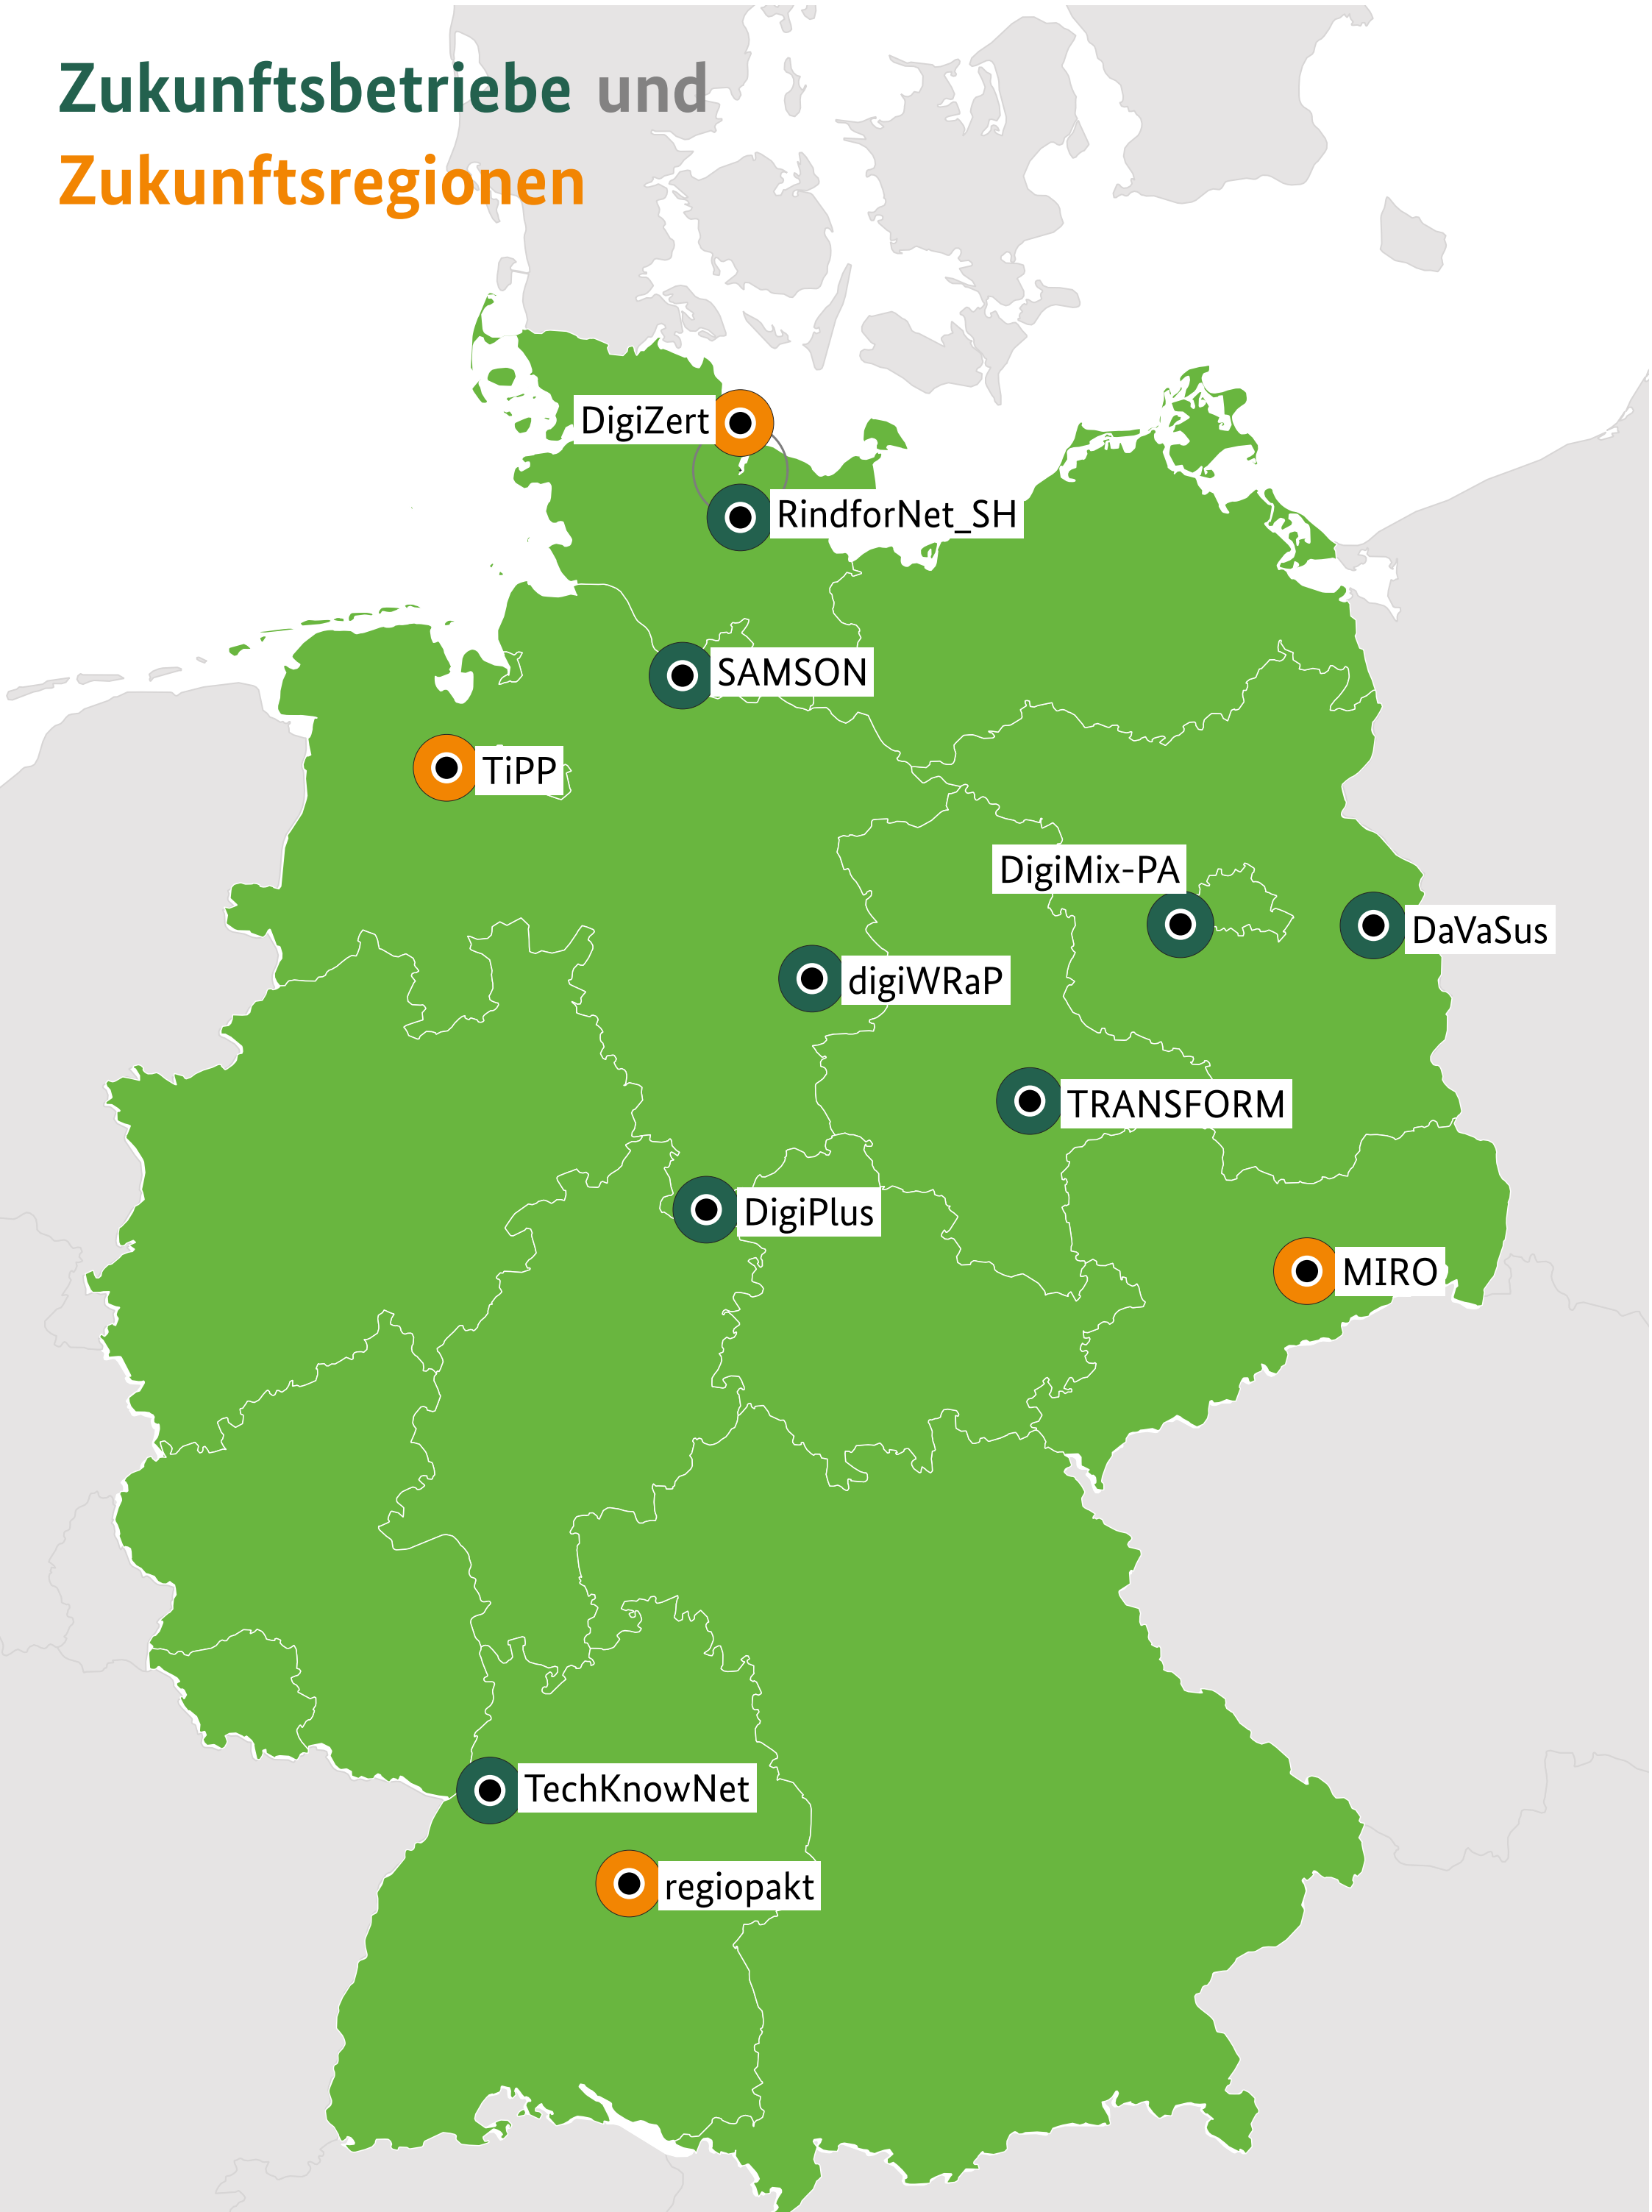 Zukunftsbetriebe und
Zukunftsregionen
DigiZert
RindforNet_SH
SAMSON
TiPP
DigiMix-PA
DaVaSus
digiWRaP
TRANSFORM
DigiPlus
MIRO
TechKnowNet
regiopakt